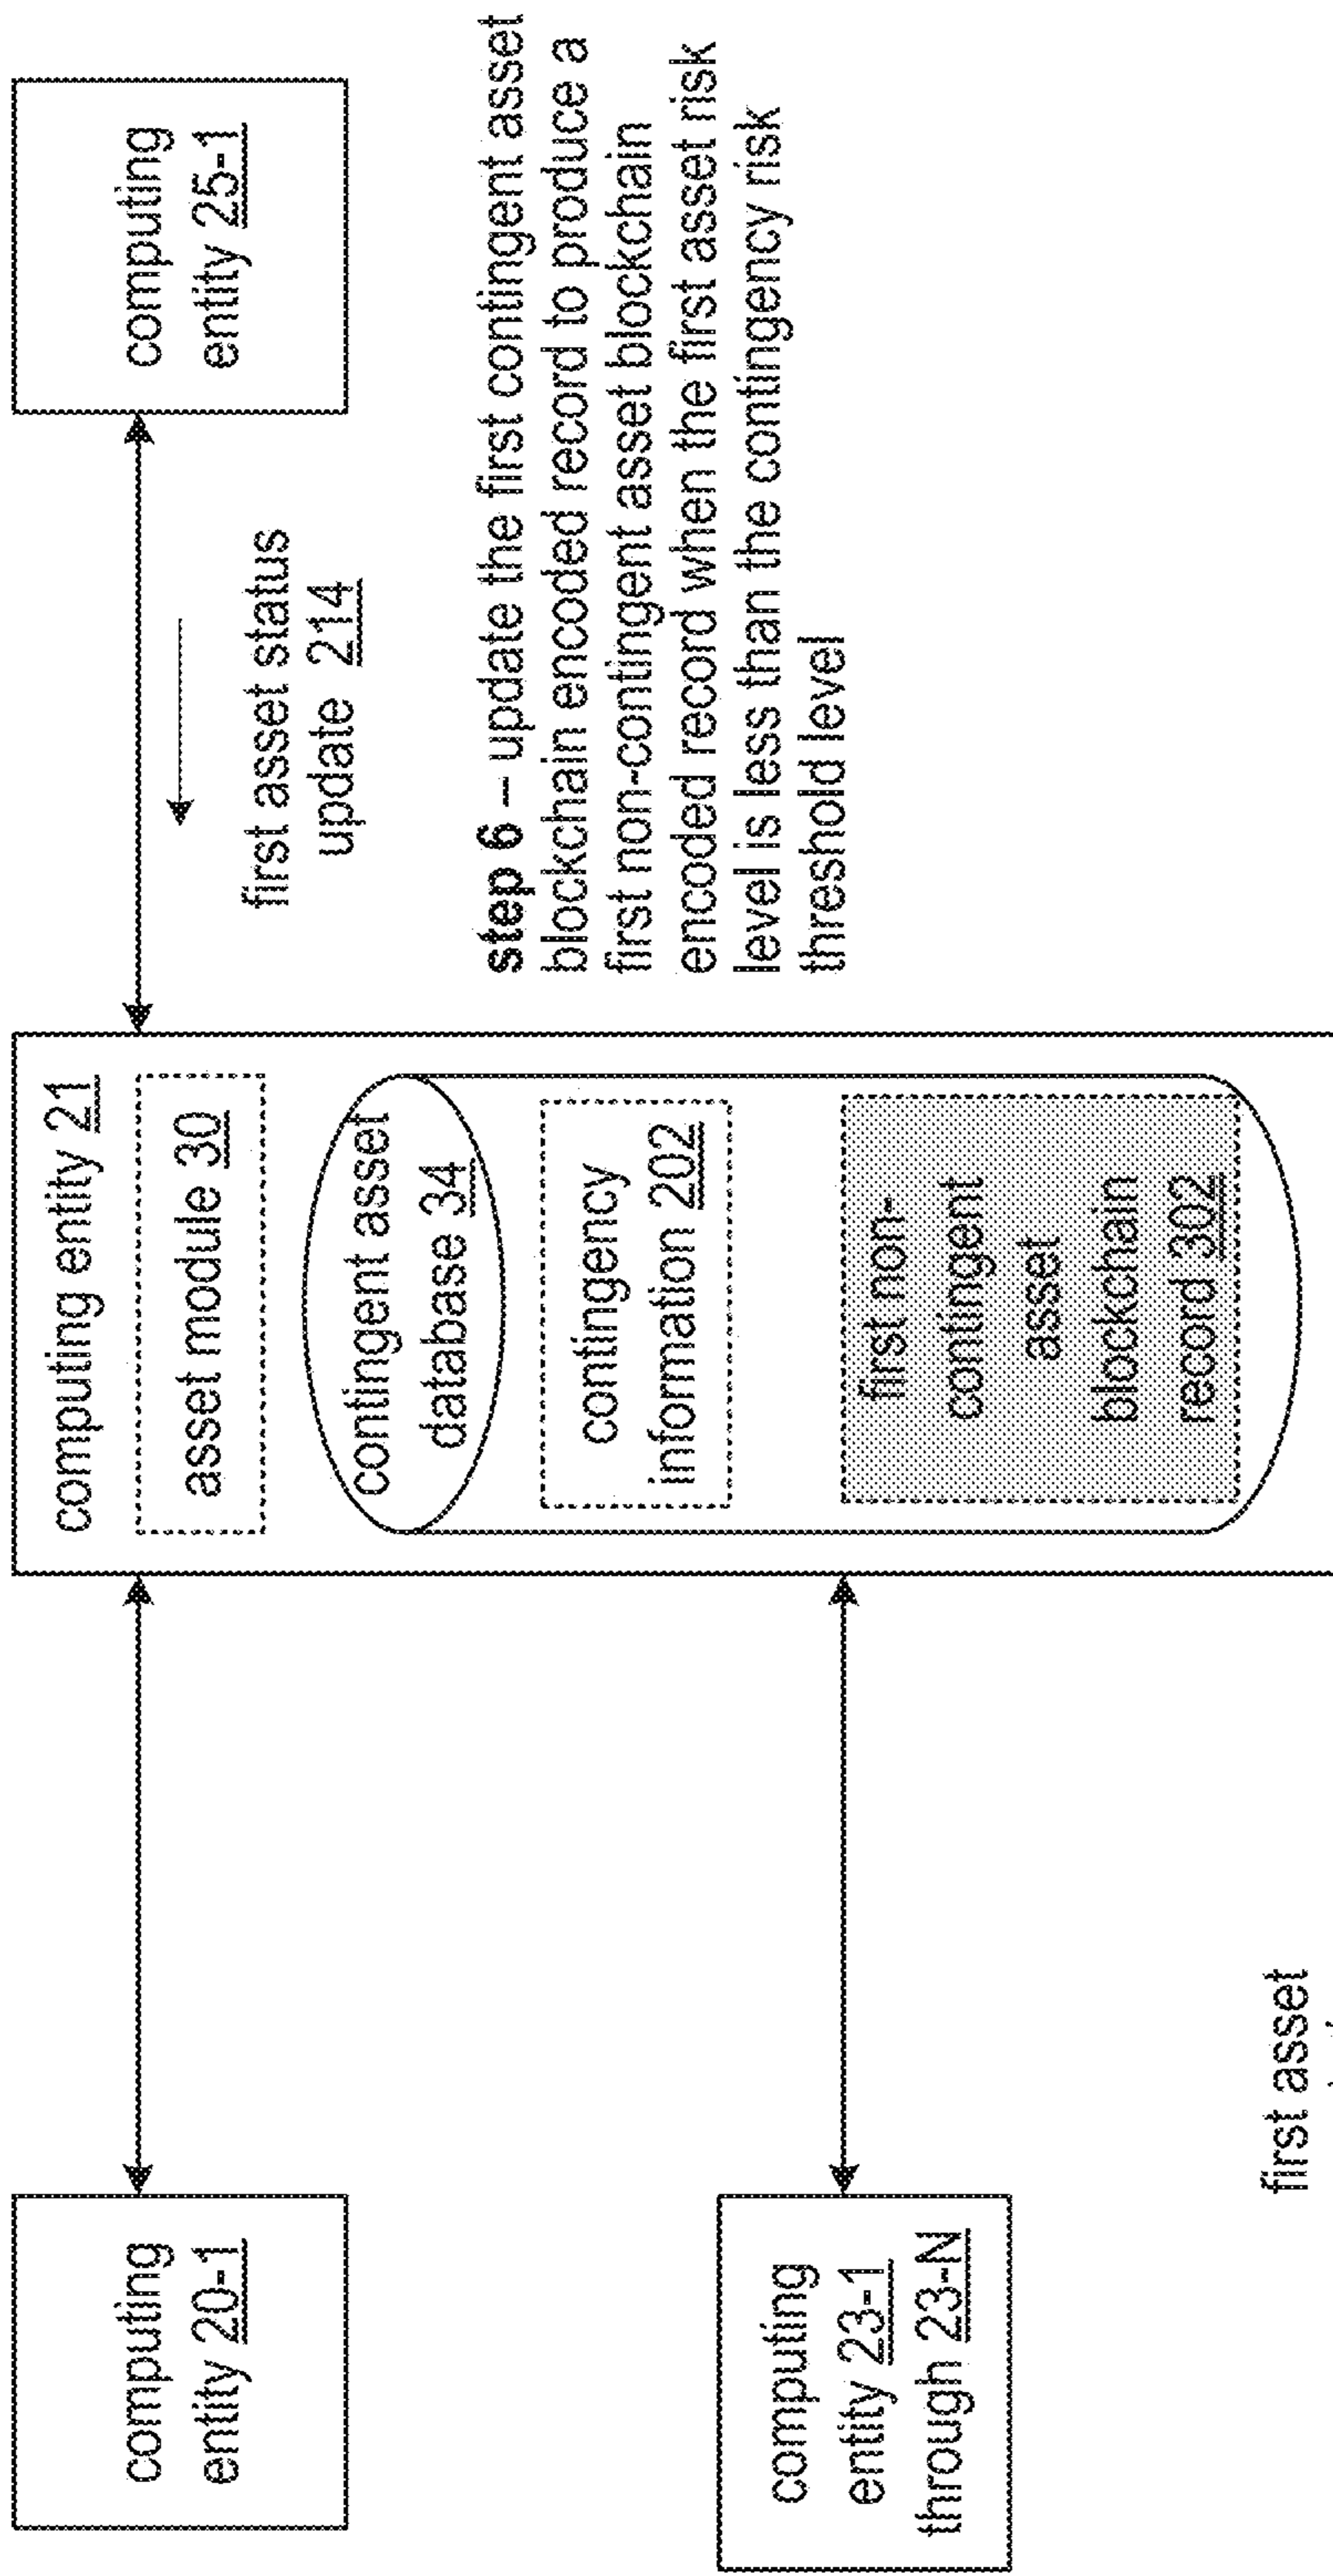 computing
entity 20-1
computing entity 21
asset module 30
contingent asset
database 34
contingency
information 202
first non-
contingent
asset
blockchain
record 302
computing
entity 25-1
first asset status
update 214
step 6 – update the first contingent asset
blockchain encoded record to produce a
first non-contingent asset blockchain
encoded record when the first asset risk
level is less than the contingency risk
threshold level
computing
entity 23-1
through 23-N
first asset